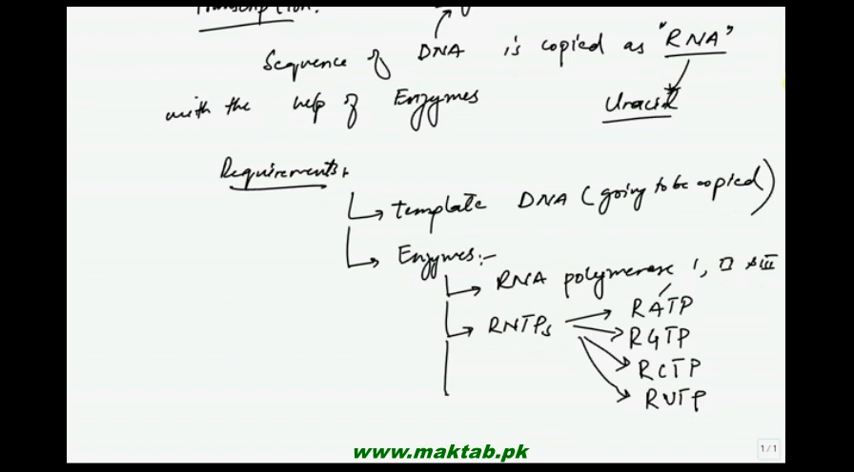 Transcription:
Sequence of DNA is copied as "RNA"
with the help of Enzymes Uracil
Requirements:
Template DNA (going to be copied)
Enzymes:-
RNA polymerase I, II & III
RNTPs RATP
RGTP
RCTP
RUTP
1/1
www.maktab.pk